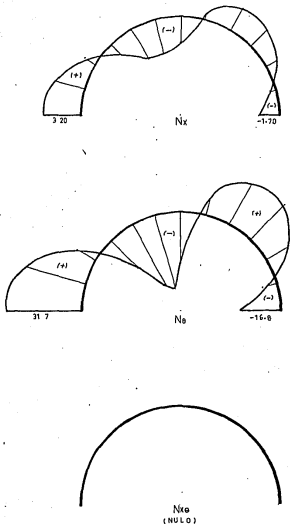 (-)
(+)
3 20
Nx
(-)
-1.70
(+)
(-)
(+)
31 7
Nθ
(-)
-16.8
Nxθ
(NULO)